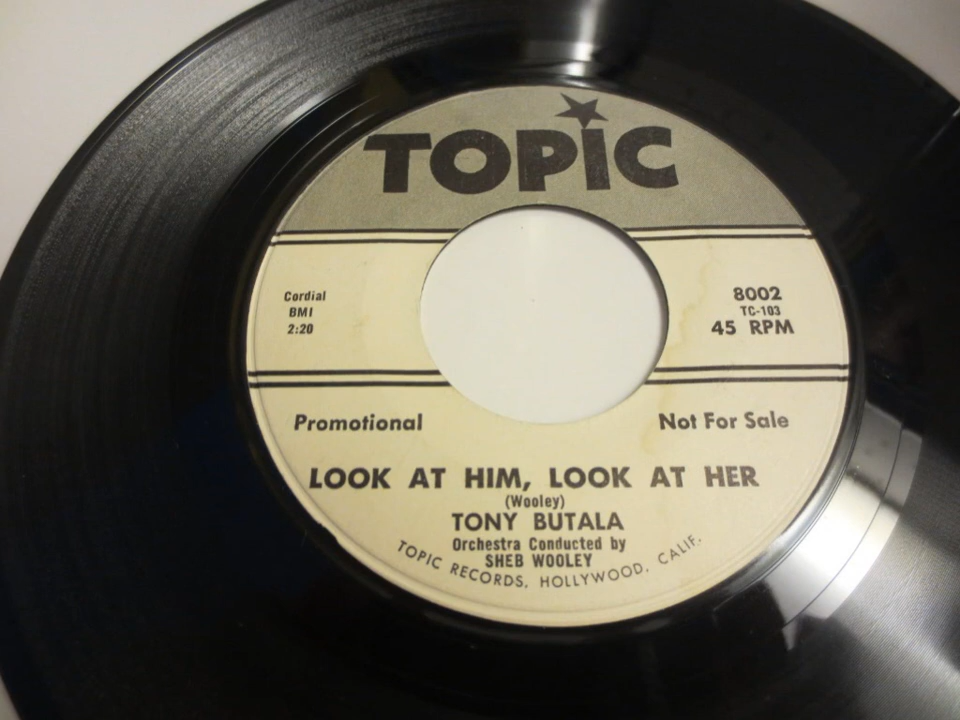 TOPIC
Cordial
BMI
2:20
8002
TC-103
45 RPM
Promotional
Not For Sale
LOOK AT HIM, LOOK AT HER
(Wooley)
TONY BUTALA
Orchestra Conducted by
SHEB WOOLEY
TOPIC RECORDS, HOLLYWOOD, CALIF.